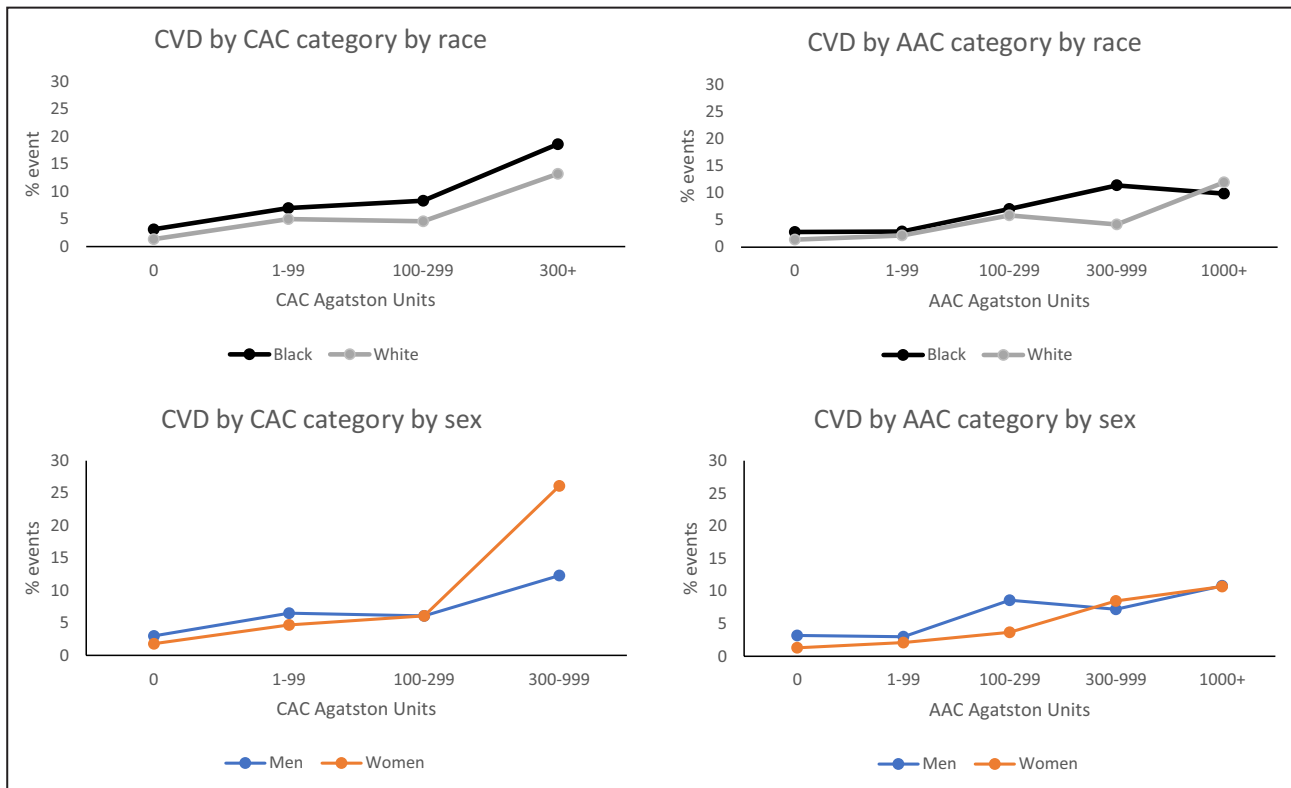 CVD by CAC category by race
30
25
20
15
10
5
0
% event
0 1-99 100-299 300+
CAC Agatston Units
Black White
CVD by AAC category by race
30
25
20
15
10
5
0
% events
0 1-99 100-299 300-999 1000+
AAC Agatston Units
Black White
CVD by CAC category by sex
30
25
20
15
10
5
0
% events
0 1-99 100-299 300-999
CAC Agatston Units
Men Women
CVD by AAC category by sex
30
25
20
15
10
5
0
% events
0 1-99 100-299 300-999 1000+
AAC Agatston Units
Men Women